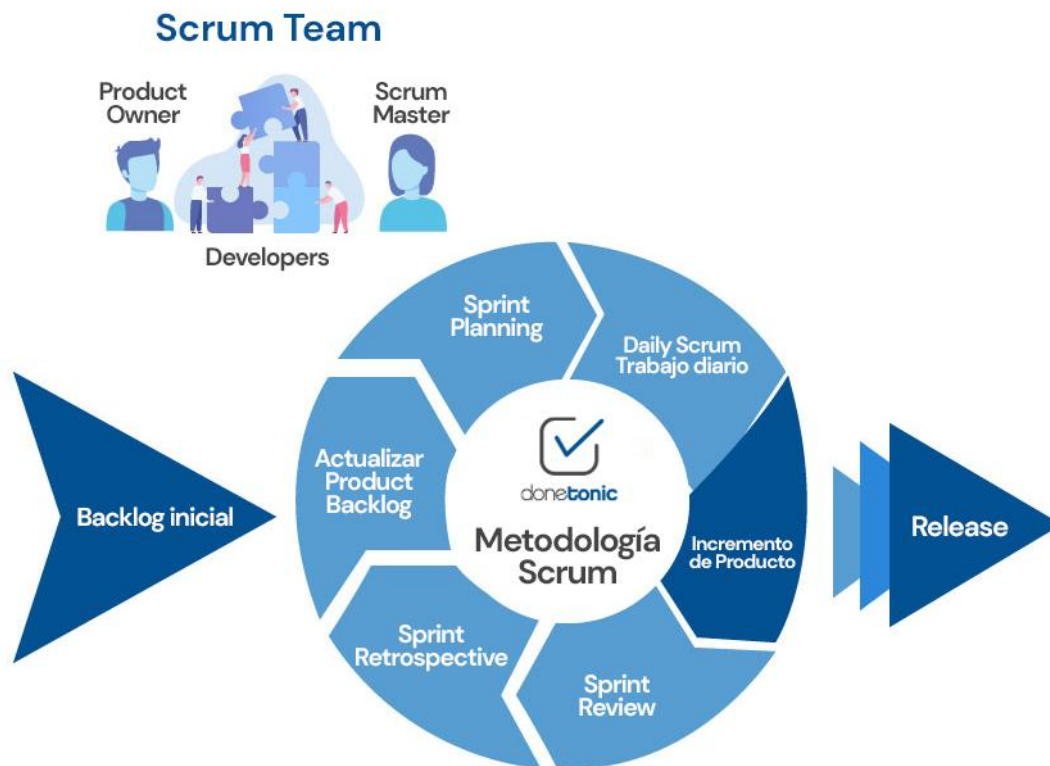 Scrum Team
Product
Owner
Scrum
Master
Developers
Sprint
Planning
Daily Scrum
Trabajo diario
Actualizar
Product
Backlog
donetonic
Metodología
Scrum
Backlog inicial
Incremento
de Producto
Release
Sprint
Retrospective
Sprint
Review